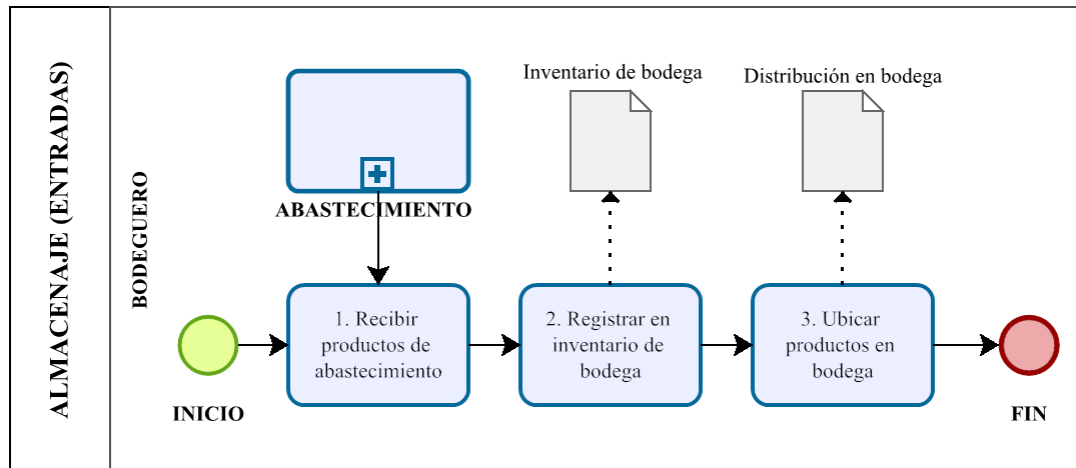 ALMACENAJE (ENTRADAS)
BODEGUERO
ABASTECIMIENTO
Inventario de bodega
Distribución en bodega
INICIO
1. Recibir
productos de
abastecimiento
2. Registrar en
inventario de
bodega
3. Ubicar
productos en
bodega
FIN